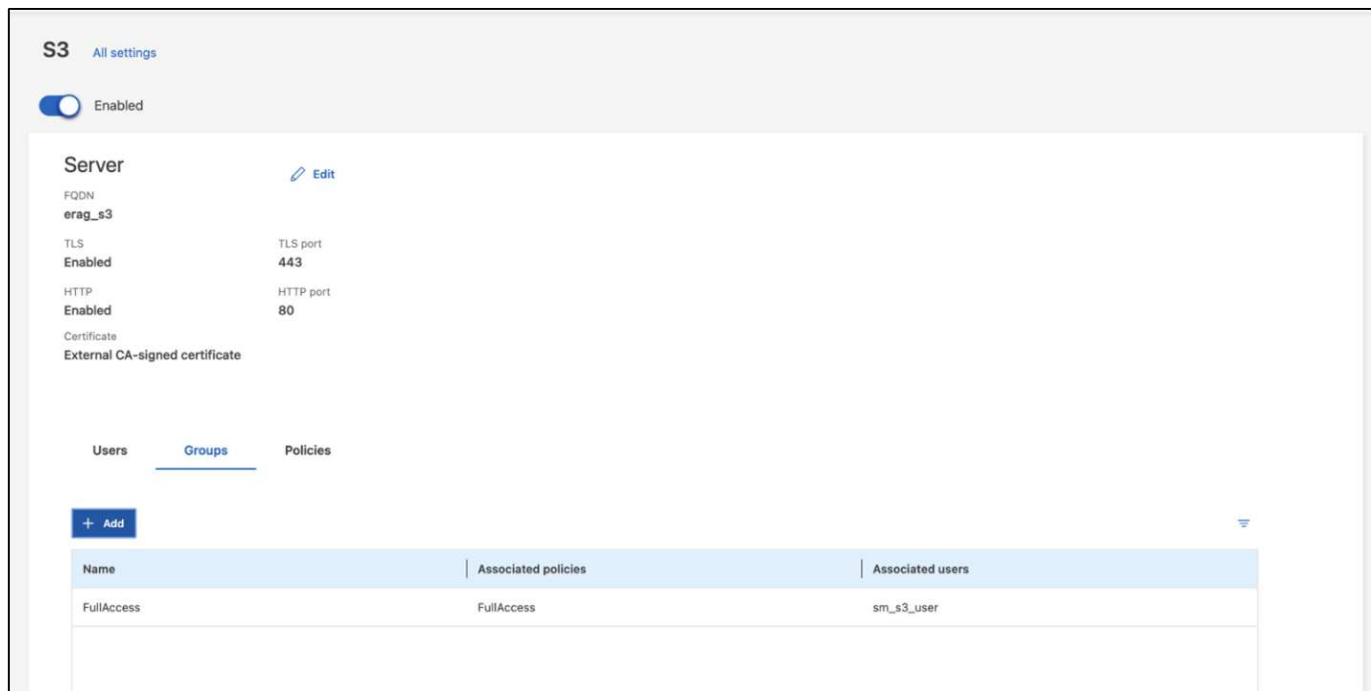 S3 All settings
Enabled
Server Edit
FQDN
erag_s3
TLS TLS port
Enabled 443
HTTP HTTP port
Enabled 80
Certificate
External CA-signed certificate
Users Groups Policies
+ Add
Name Associated policies Associated users
FullAccess FullAccess sm_s3_user